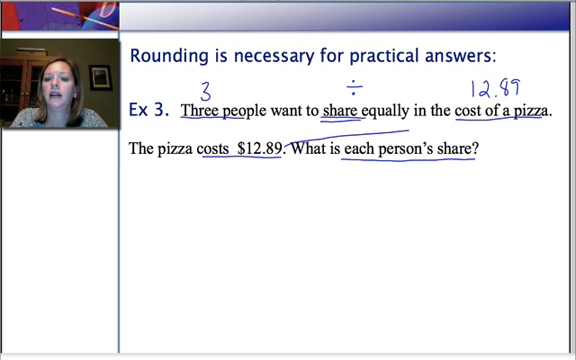 Rounding is necessary for practical answers:
3 ÷ 12.89
Ex 3. Three people want to share equally in the cost of a pizza.
The pizza costs $12.89. What is each person's share?